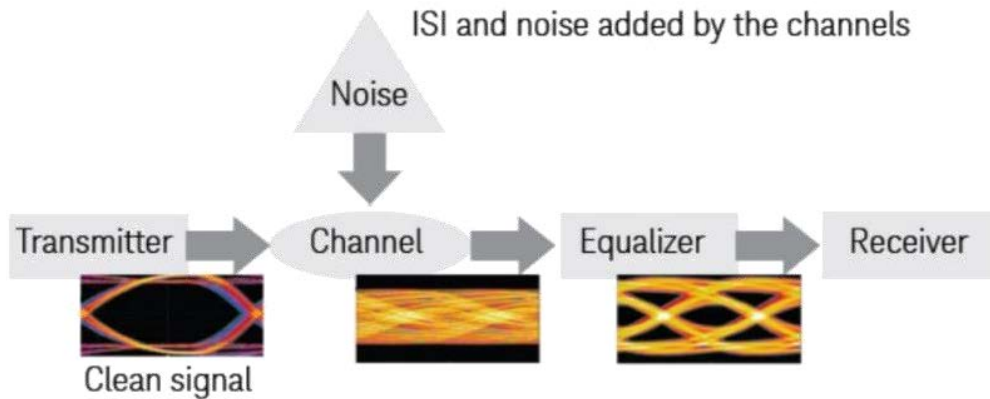 ISI and noise added by the channels
Noise
Transmitter
Channel
Equalizer
Receiver
Clean signal